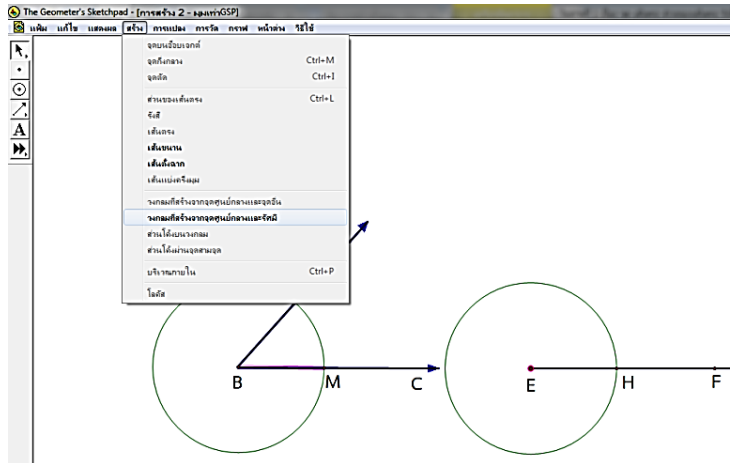 The Geometer's Sketchpad - [การสร้าง 2 - มุมเท่าGSP]
แฟ้ม แก้ไข แสดงผล สร้าง การแปลง การวัด กราฟ หน้าต่าง วิธีใช้
จุดบนอ็อบเจกต์
จุดกึ่งกลาง Ctrl+M
จุดตัด Ctrl+I
ส่วนของเส้นตรง Ctrl+L
รังสี
เส้นตรง
เส้นขนาน
เส้นตั้งฉาก
เส้นแบ่งครึ่งมุม
วงกลมที่สร้างจากจุดศูนย์กลางและจุดอื่น
วงกลมที่สร้างจากจุดศูนย์กลางและรัศมี
ส่วนโค้งบนวงกลม
ส่วนโค้งผ่านจุดสามจุด
บริเวณภายใน Ctrl+P
โลคัส
A
B M C E H F